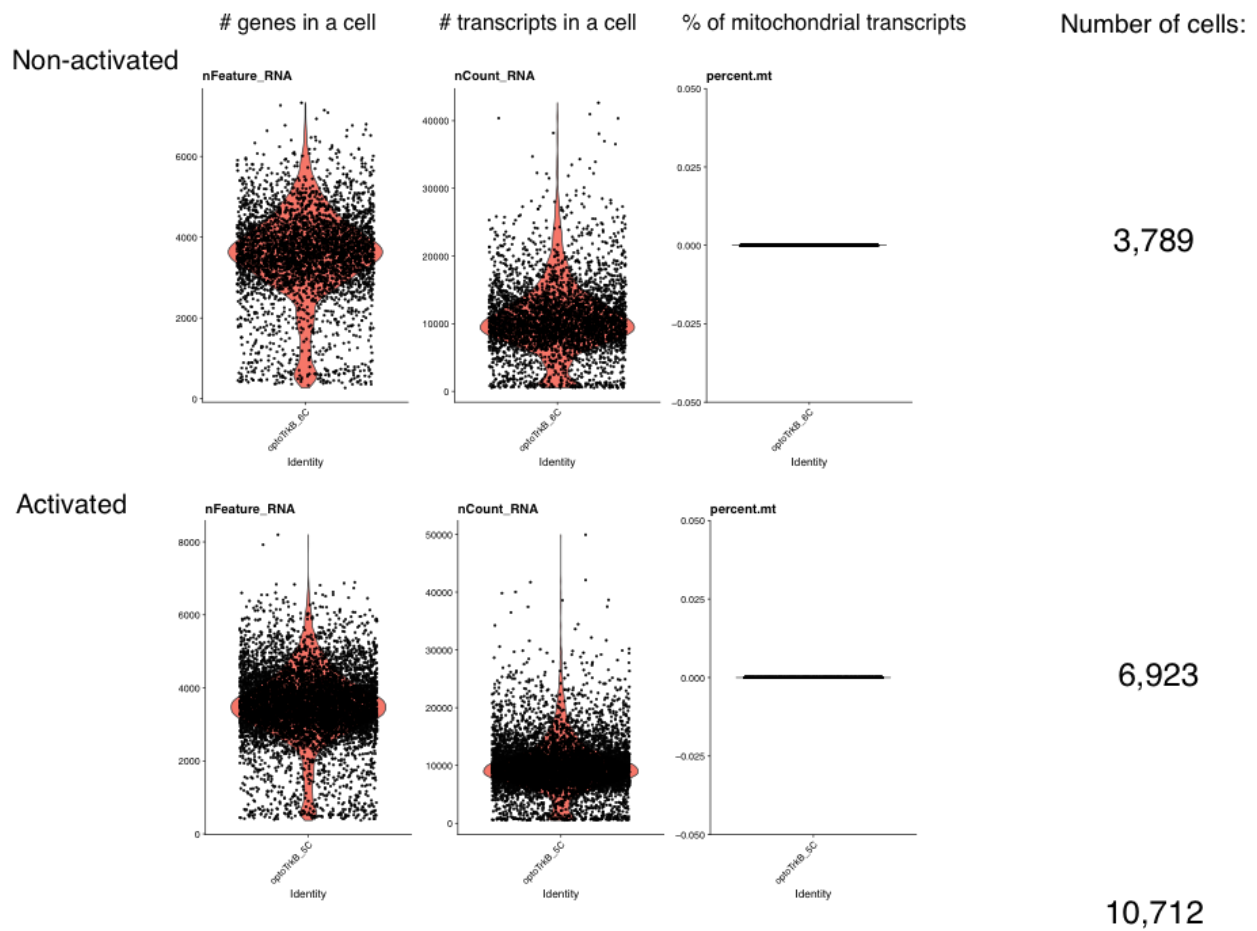 # genes in a cell
# transcripts in a cell
% of mitochondrial transcripts
Number of cells:
Non-activated
nFeature_RNA
nCount_RNA
percent.mt
6000
4000
2000
0
40000
30000
20000
10000
0
0.050
0.025
0.000
−0.025
−0.050
3,789
optoTrkB_6C
optoTrkB_6C
optoTrkB_6C
Identity
Identity
Identity
Activated
nFeature_RNA
nCount_RNA
percent.mt
8000
6000
4000
2000
0
50000
40000
30000
20000
10000
0
0.050
0.025
0.000
−0.025
−0.050
6,923
optoTrkB_5C
optoTrkB_5C
optoTrkB_5C
Identity
Identity
Identity
10,712